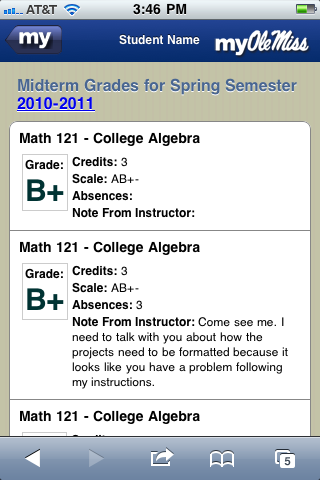 AT&T 3:46 PM
my Student Name myOleMiss
Midterm Grades for Spring Semester
2010-2011
Math 121 - College Algebra
Grade:
B+
Credits: 3
Scale: AB+-
Absences:
Note From Instructor:
Math 121 - College Algebra
Grade:
B+
Credits: 3
Scale: AB+-
Absences: 3
Note From Instructor: Come see me. I
need to talk with you about how the
projects need to be formatted because it
looks like you have a problem following
my instructions.
Math 121 - College Algebra
5